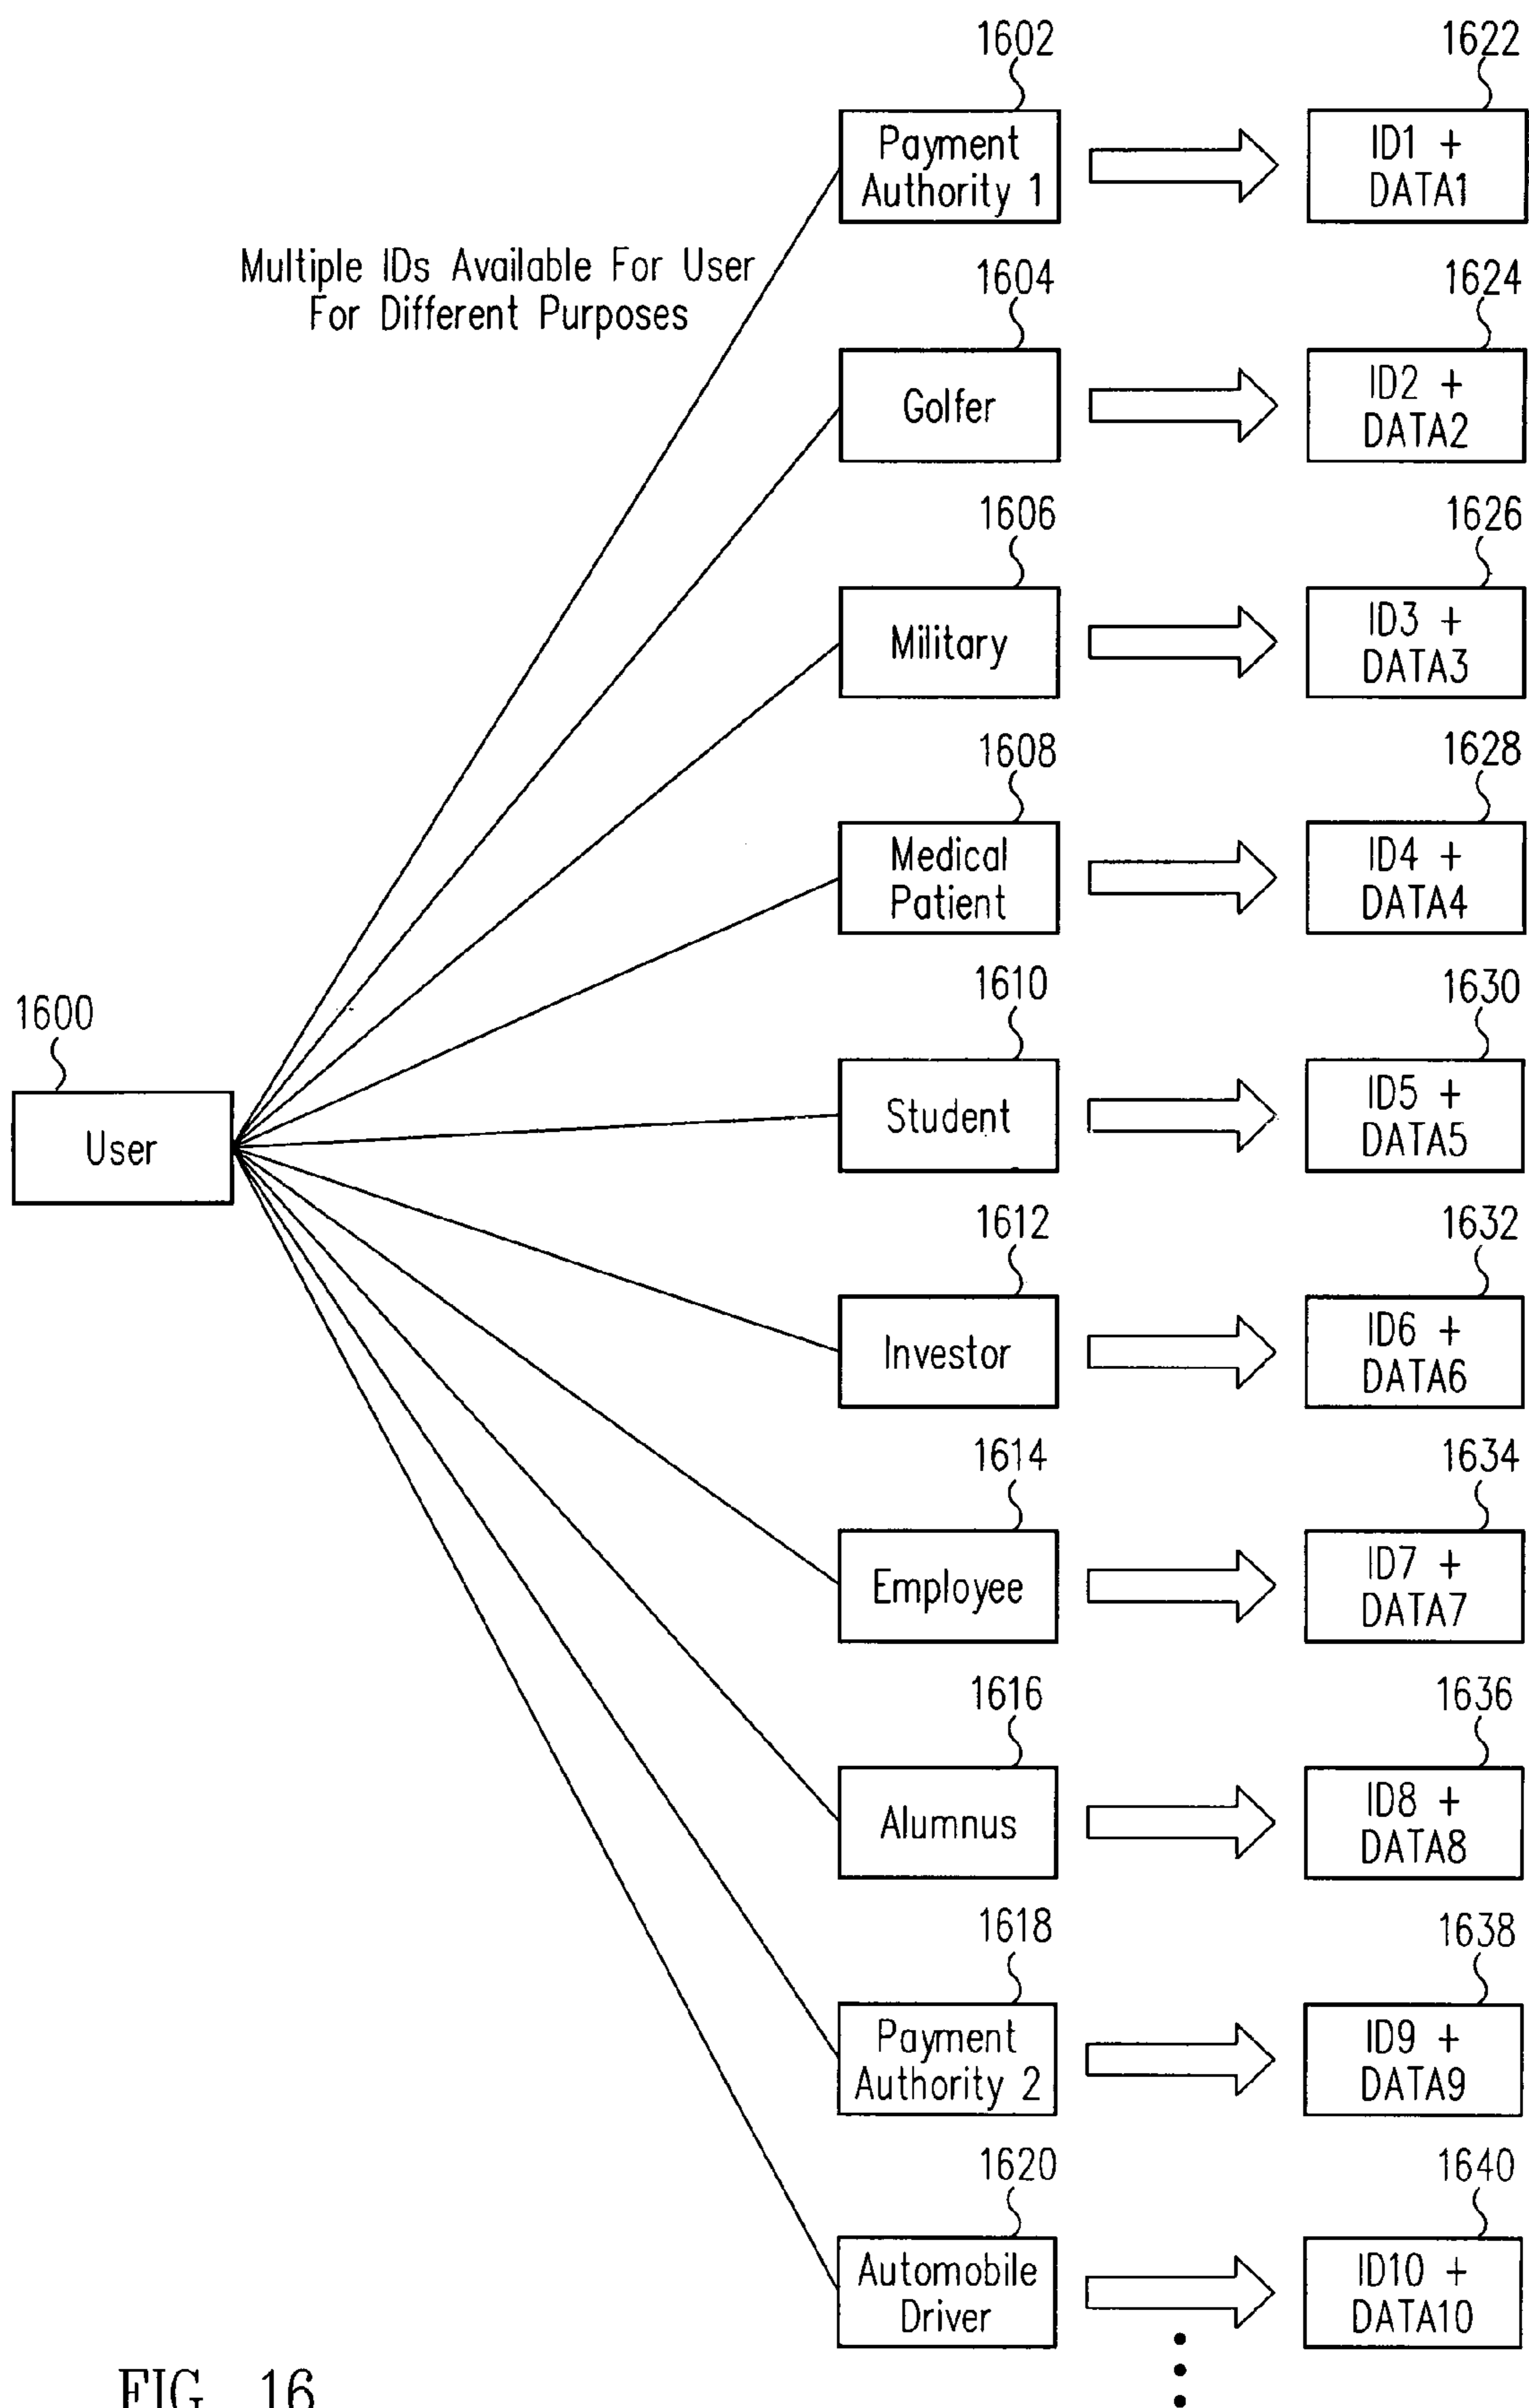 1602
1622
Payment
Authority 1
ID1 +
DATA1
Multiple IDs Available For User
For Different Purposes
1604
1624
Golfer
ID2 +
DATA2
1606
1626
Military
ID3 +
DATA3
1608
1628
Medical
Patient
ID4 +
DATA4
1600
User
1610
1630
Student
ID5 +
DATA5
1612
1632
Investor
ID6 +
DATA6
1614
1634
Employee
ID7 +
DATA7
1616
1636
Alumnus
ID8 +
DATA8
1618
1638
Payment
Authority 2
ID9 +
DATA9
1620
1640
Automobile
Driver
ID10 +
DATA10
FIG. 16